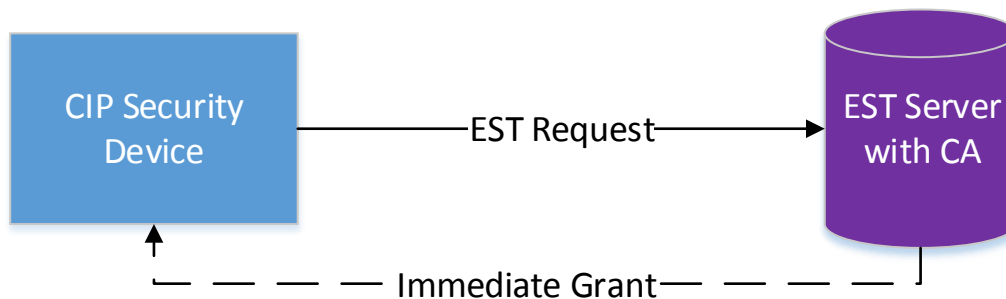 CIP Security
Device
EST Request
EST Server
with CA
Immediate Grant